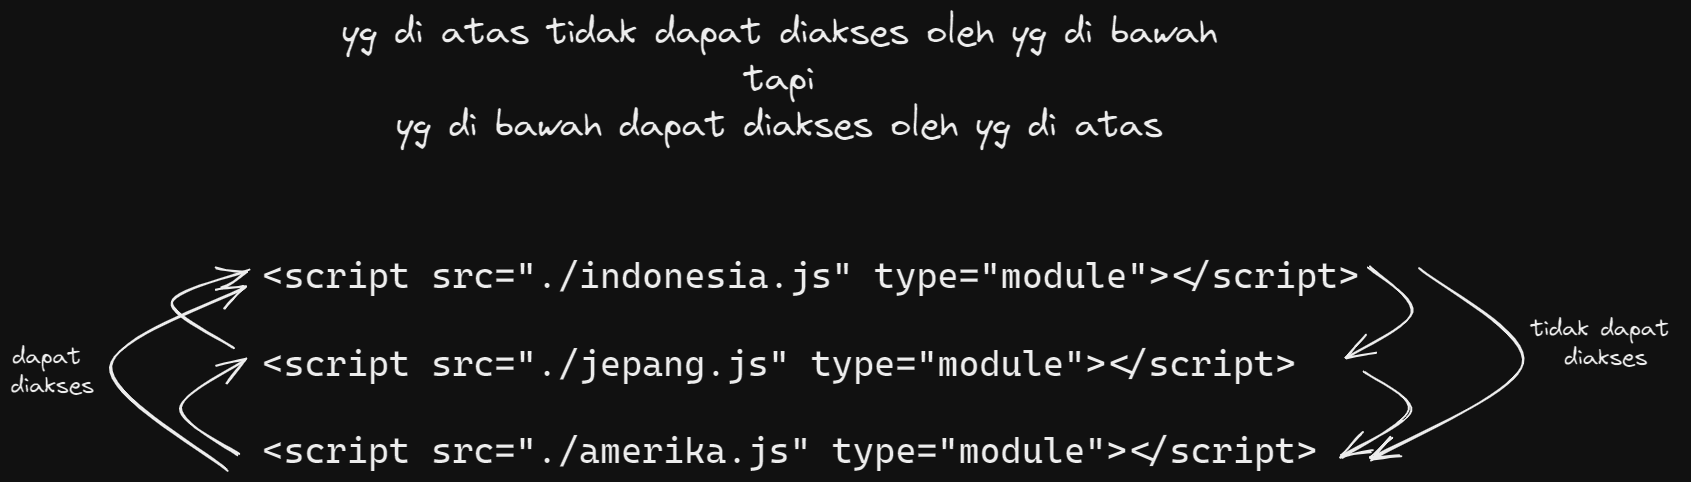 yg di atas tidak dapat diakses oleh yg di bawah
tapi
yg di bawah dapat diakses oleh yg di atas
<script src="./indonesia.js" type="module"></script>
dapat
diakses
tidak dapat
diakses
<script src="./jepang.js" type="module"></script>
<script src="./amerika.js" type="module"></script>